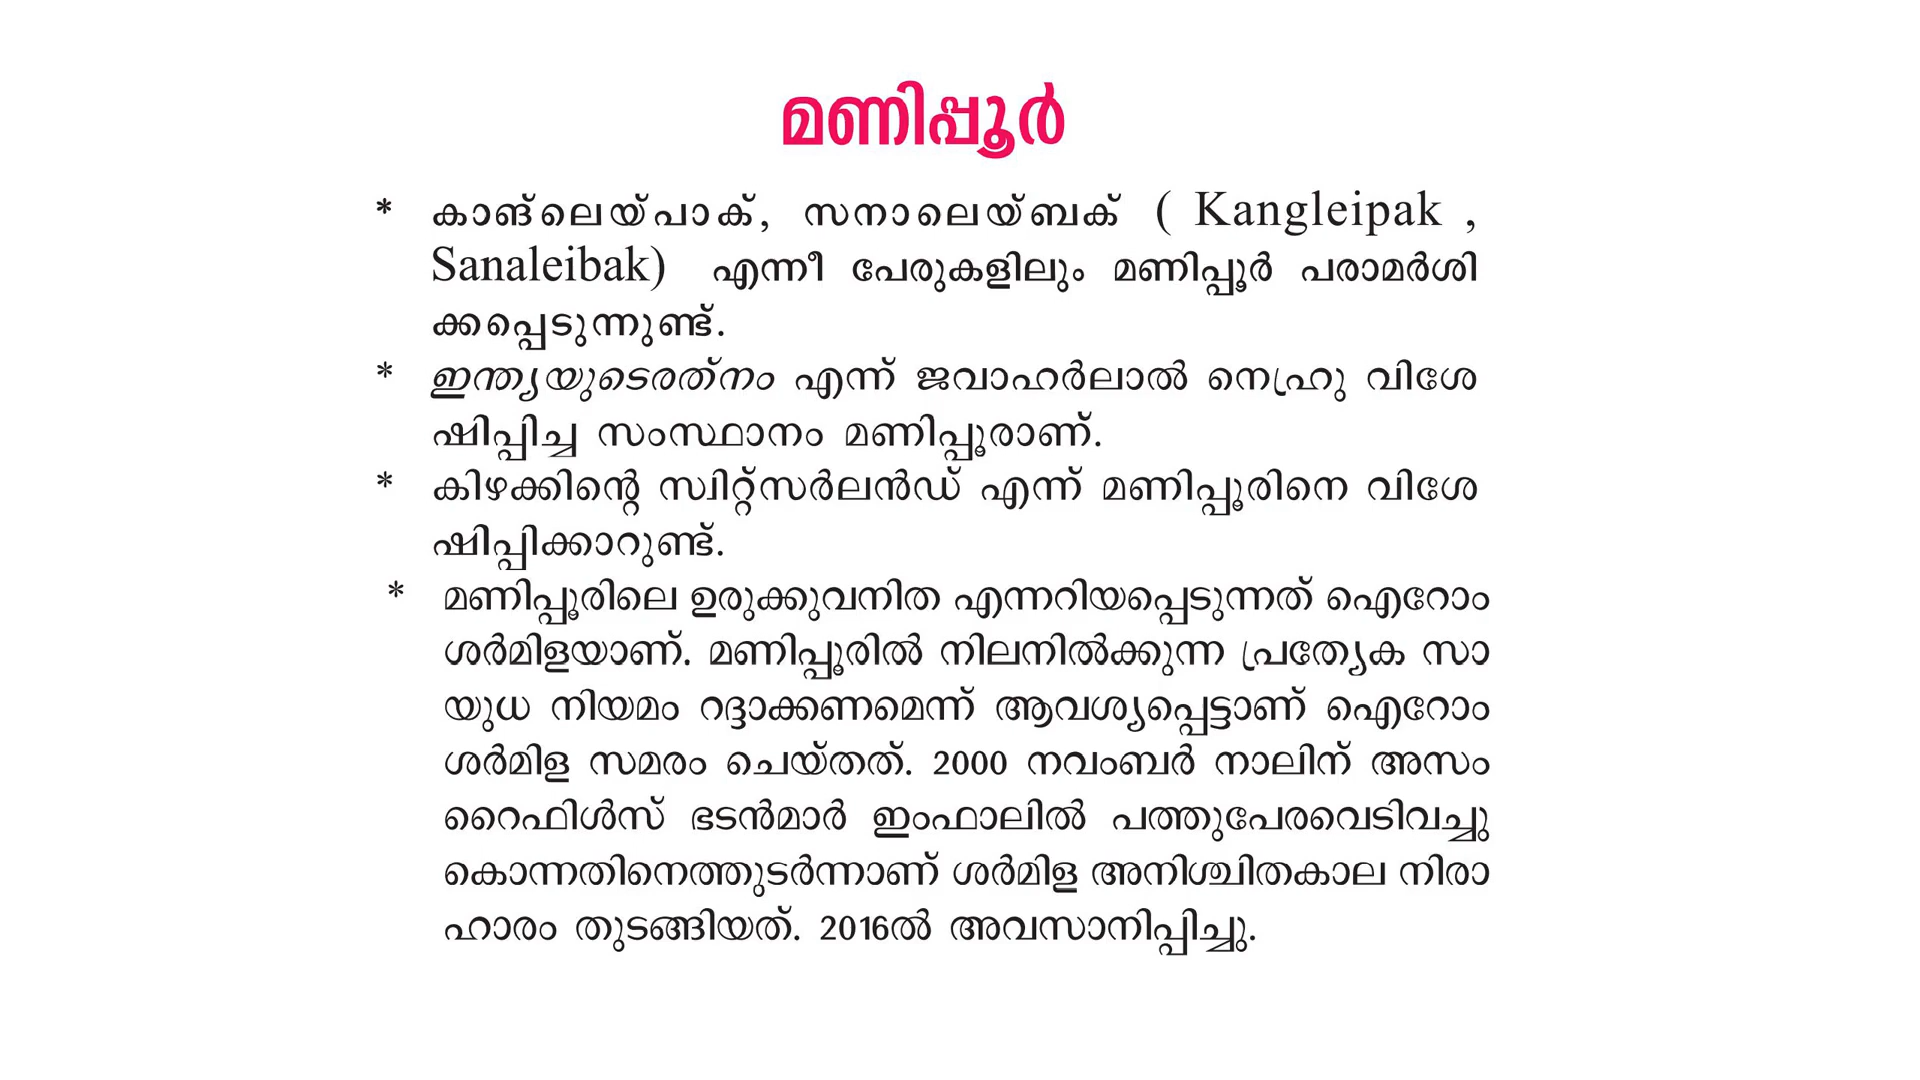 മണിപ്പൂർ
* കാങ്ലെയ്പാക്, സനാലെയ്ബക് ( Kangleipak ,
Sanaleibak) എന്നീ പേരുകളിലും മണിപ്പൂർ പരാമർശി
ക്കപ്പെടുന്നുണ്ട്.
* ഇന്ത്യയുടെരത്നം എന്ന് ജവാഹർലാൽ നെഹ്രു വിശേ
ഷിപ്പിച്ച സംസ്ഥാനം മണിപ്പൂരാണ്.
* കിഴക്കിന്റെ സ്വിറ്റ്സർലൻഡ് എന്ന് മണിപ്പൂരിനെ വിശേ
ഷിപ്പിക്കാറുണ്ട്.
* മണിപ്പൂരിലെ ഉരുക്കുവനിത എന്നറിയപ്പെടുന്നത് ഐറോം
ശർമിളയാണ്. മണിപ്പൂരിൽ നിലനിൽക്കുന്ന പ്രത്യേക സാ
യുധ നിയമം റദ്ദാക്കണമെന്ന് ആവശ്യപ്പെട്ടാണ് ഐറോം
ശർമിള സമരം ചെയ്തത്. 2000 നവംബർ നാലിന് അസം
റൈഫിൾസ് ഭടൻമാർ ഇംഫാലിൽ പത്തുപേരവെടിവച്ചു
കൊന്നതിനെത്തുടർന്നാണ് ശർമിള അനിശ്ചിതകാല നിരാ
ഹാരം തുടങ്ങിയത്. 2016ൽ അവസാനിപ്പിച്ചു.